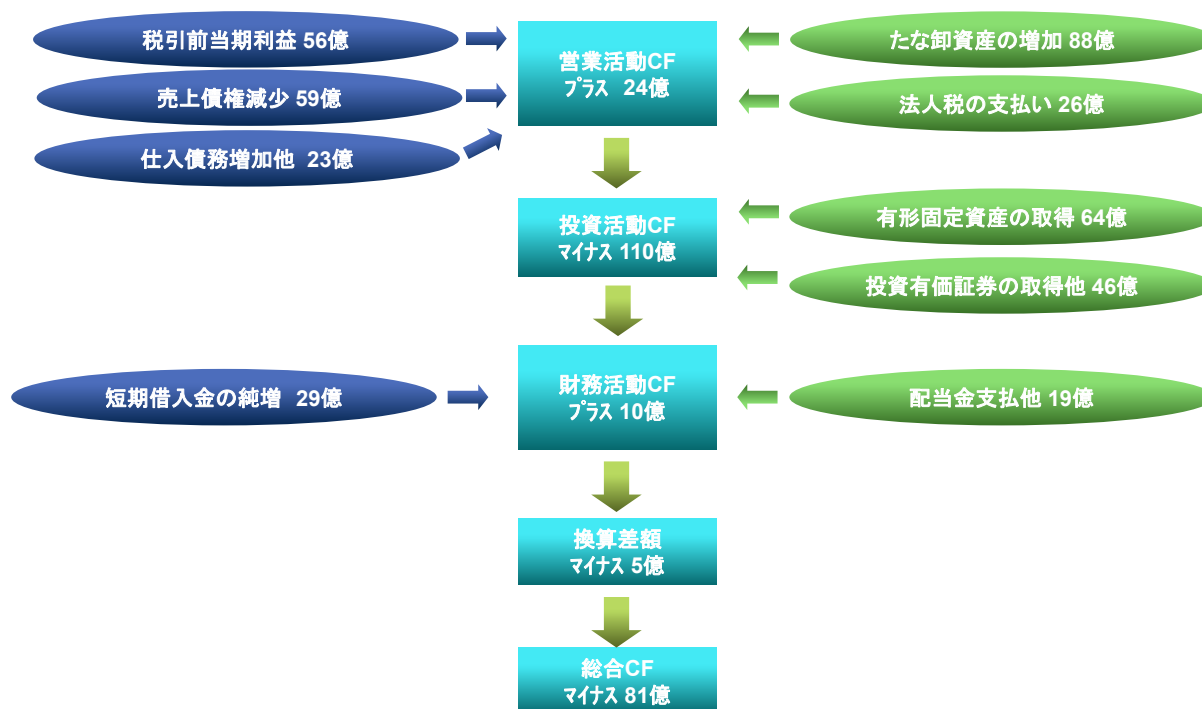 税引前当期利益 56億
売上債権減少 59億
仕入債務増加他 23億
営業活動CF
ﾌﾟﾗｽ 24億
たな卸資産の増加 88億
法人税の支払い 26億
投資活動CF
ﾏｲﾅｽ 110億
有形固定資産の取得 64億
投資有価証券の取得他 46億
短期借入金の純増 29億
財務活動CF
ﾌﾟﾗｽ 10億
配当金支払他 19億
換算差額
ﾏｲﾅｽ 5億
総合CF
ﾏｲﾅｽ 81億